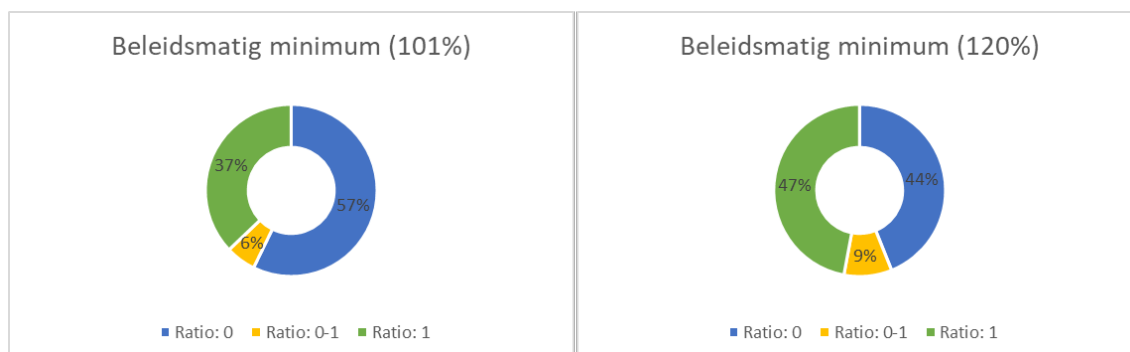 Beleidsmatig minimum (101%)
37%
57%
6%
Ratio: 0 Ratio: 0-1 Ratio: 1
Beleidsmatig minimum (120%)
47%
44%
9%
Ratio: 0 Ratio: 0-1 Ratio: 1